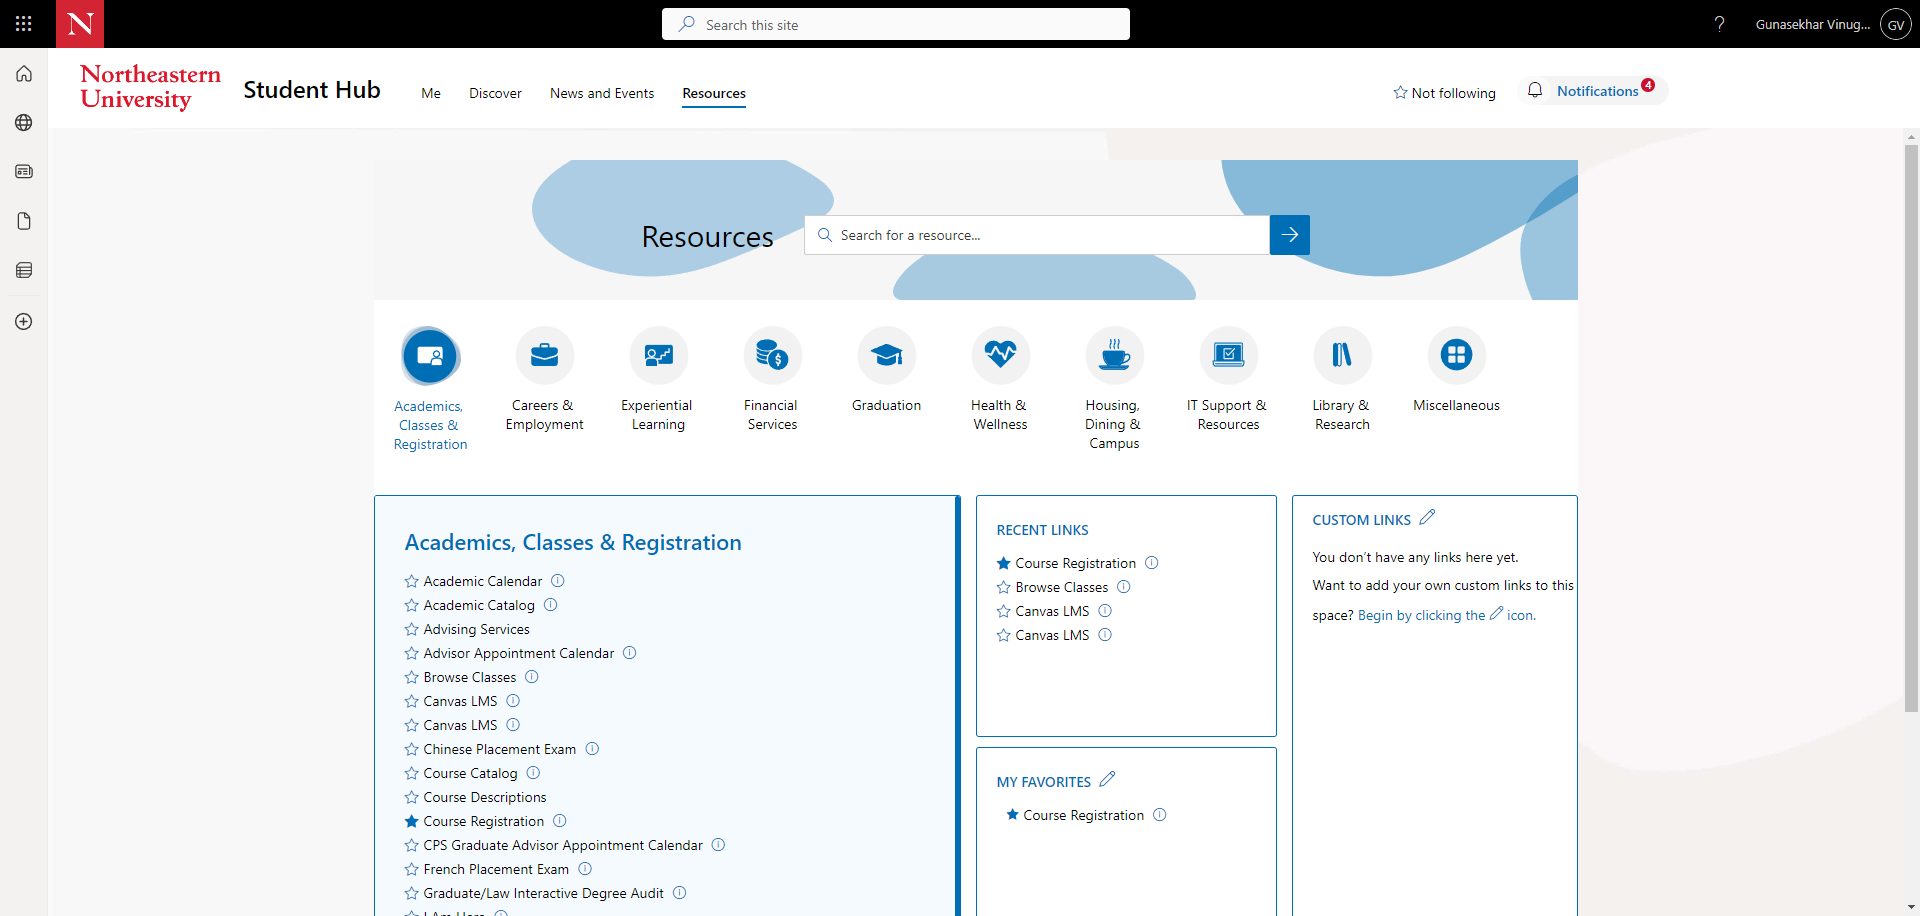 N
Search this site
?
Gunasekhar Vinug...
GV
Northeastern
University
Student Hub
Me
Discover
News and Events
Resources
Not following
Notifications
4
Resources
Search for a resource...
Academics,
Classes &
Registration
Careers &
Employment
Experiential
Learning
Financial
Services
Graduation
Health &
Wellness
Housing,
Dining &
Campus
IT Support &
Resources
Library &
Research
Miscellaneous
Academics, Classes & Registration
Academic Calendar
Academic Catalog
Advising Services
Advisor Appointment Calendar
Browse Classes
Canvas LMS
Canvas LMS
Chinese Placement Exam
Course Catalog
Course Descriptions
Course Registration
CPS Graduate Advisor Appointment Calendar
French Placement Exam
Graduate/Law Interactive Degree Audit
I Am Here
RECENT LINKS
Course Registration
Browse Classes
Canvas LMS
Canvas LMS
MY FAVORITES
Course Registration
CUSTOM LINKS
You don't have any links here yet.
Want to add your own custom links to this
space? Begin by clicking the icon.